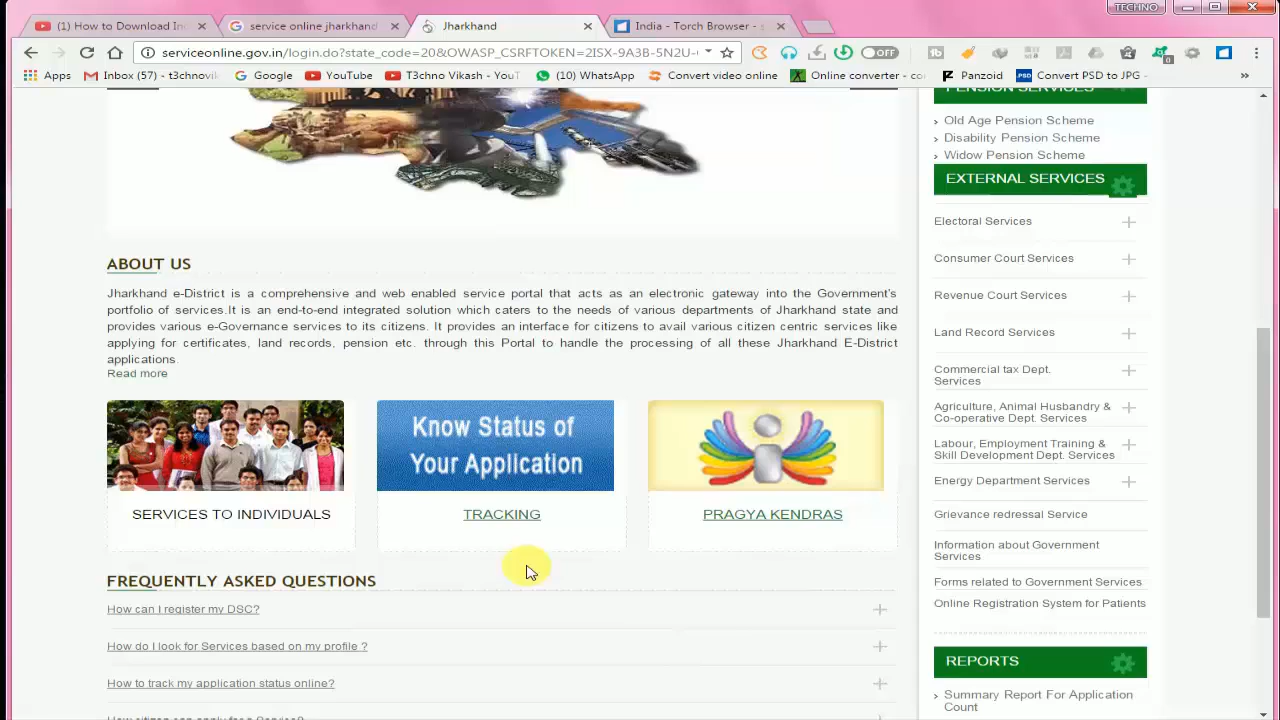 TECHNO
(1) How to Download In
service online jharkhand
Jharkhand
India - Torch Browser - s
serviceonline.gov.in/login.do?state_code=20&OWASP_CSRFTOKEN=2ISX-9A3B-5N2U-
OFF
Apps
Inbox (57) - t3chnovik
Google
YouTube
T3chno Vikash - You
(10) WhatsApp
Convert video online
Online converter - co
Panzoid
Convert PSD to JPG -
»
PENSION SERVICES
Old Age Pension Scheme
Disability Pension Scheme
Widow Pension Scheme
EXTERNAL SERVICES
Electoral Services
Consumer Court Services
Revenue Court Services
Land Record Services
Commercial tax Dept.
Services
Agriculture, Animal Husbandry &
Co-operative Dept. Services
Labour, Employment Training &
Skill Development Dept. Services
Energy Department Services
Grievance redressal Service
Information about Government
Services
Forms related to Government Services
Online Registration System for Patients
REPORTS
Summary Report For Application
Count
ABOUT US
Jharkhand e-District is a comprehensive and web enabled service portal that acts as an electronic gateway into the Government's
portfolio of services.It is an end-to-end integrated solution which caters to the needs of various departments of Jharkhand state and
provides various e-Governance services to its citizens. It provides an interface for citizens to avail various citizen centric services like
applying for certificates, land records, pension etc. through this Portal to handle the processing of all these Jharkhand E-District
applications.
Read more
Know Status of
Your Application
SERVICES TO INDIVIDUALS
TRACKING
PRAGYA KENDRAS
FREQUENTLY ASKED QUESTIONS
How can I register my DSC?
How do I look for Services based on my profile ?
How to track my application status online?
How citizen can apply for a Service?